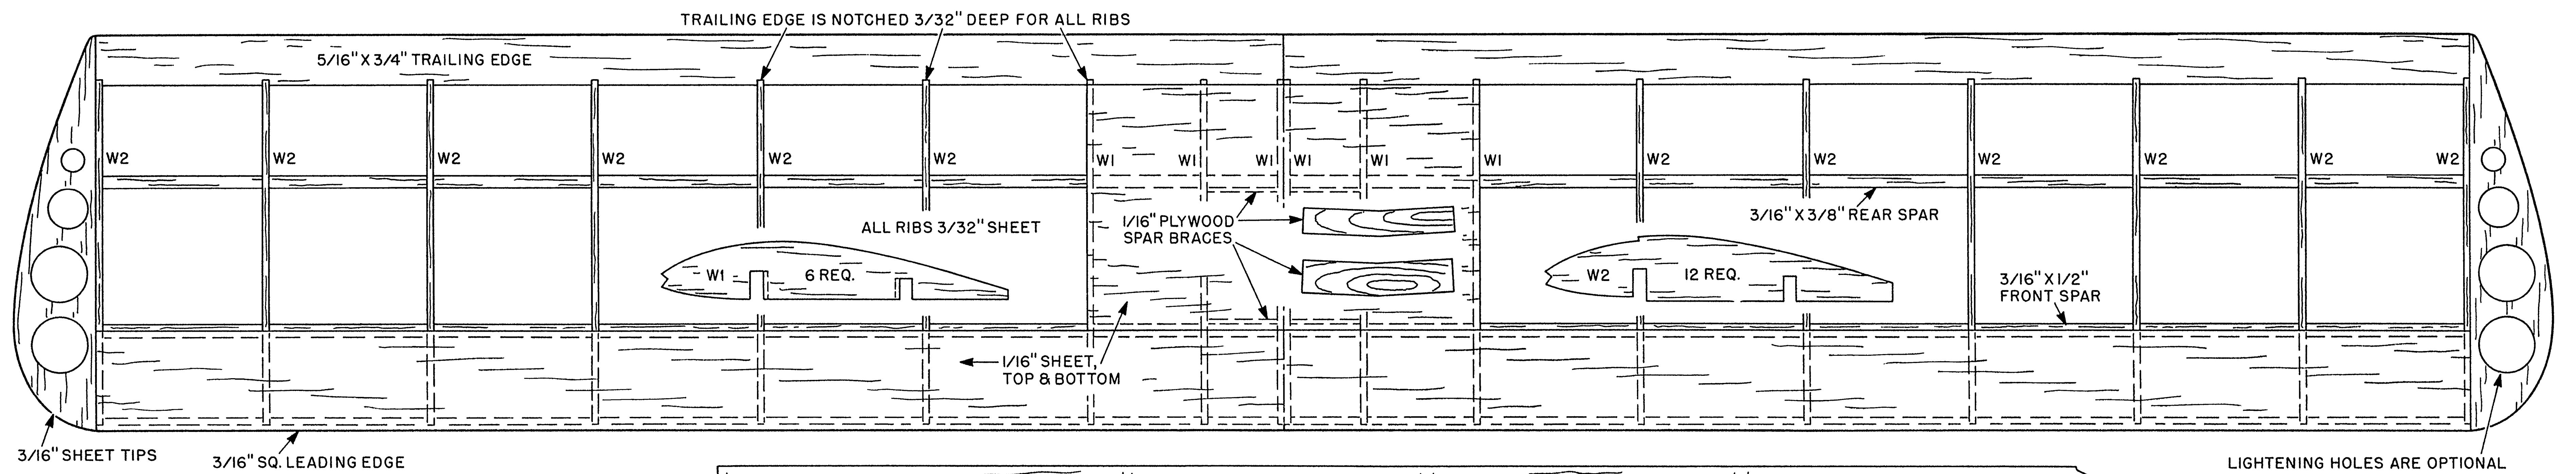 TRAILING EDGE IS NOTCHED 3/32" DEEP FOR ALL RIBS
5/16" X 3/4" TRAILING EDGE
W2 W2 W2 W2 W2 W2 W1 W1 W1 W1 W1 W1 W2 W2 W2 W2 W2 W2
ALL RIBS 3/32" SHEET
1/16" PLYWOOD
SPAR BRACES
3/16" X 3/8" REAR SPAR
W1 6 REQ.
W2 12 REQ.
3/16" X 1/2"
FRONT SPAR
1/16" SHEET,
TOP & BOTTOM
3/16" SHEET TIPS
3/16" SQ. LEADING EDGE
LIGHTENING HOLES ARE OPTIONAL